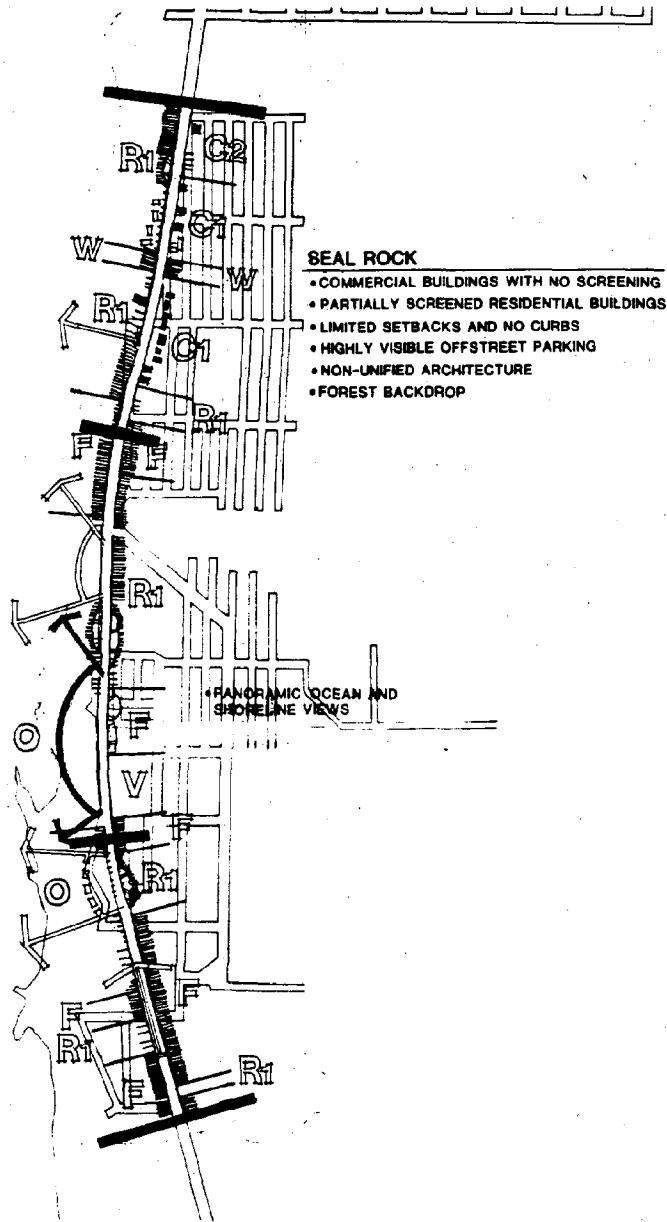 R1
C2
C1
W
W
SEAL ROCK
•COMMERCIAL BUILDINGS WITH NO SCREENING
•PARTIALLY SCREENED RESIDENTIAL BUILDINGS
•LIMITED SETBACKS AND NO CURBS
•HIGHLY VISIBLE OFFSTREET PARKING
•NON-UNIFIED ARCHITECTURE
•FOREST BACKDROP
R1
C1
R1
F
F
R1
•PANORAMIC OCEAN AND
SHORELINE VIEWS
F
O
V
F
R1
O
F
F
R1
R1
F